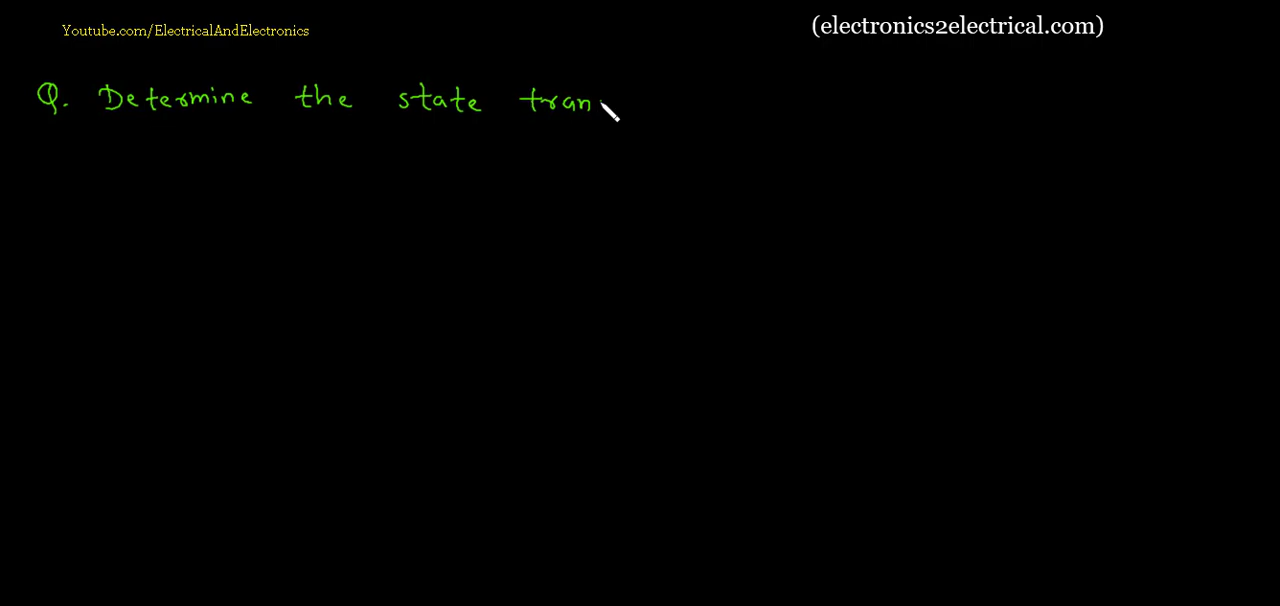 Youtube.com/ElectricalAndElectronics
(electronics2electrical.com)
Q. Determine the state tran